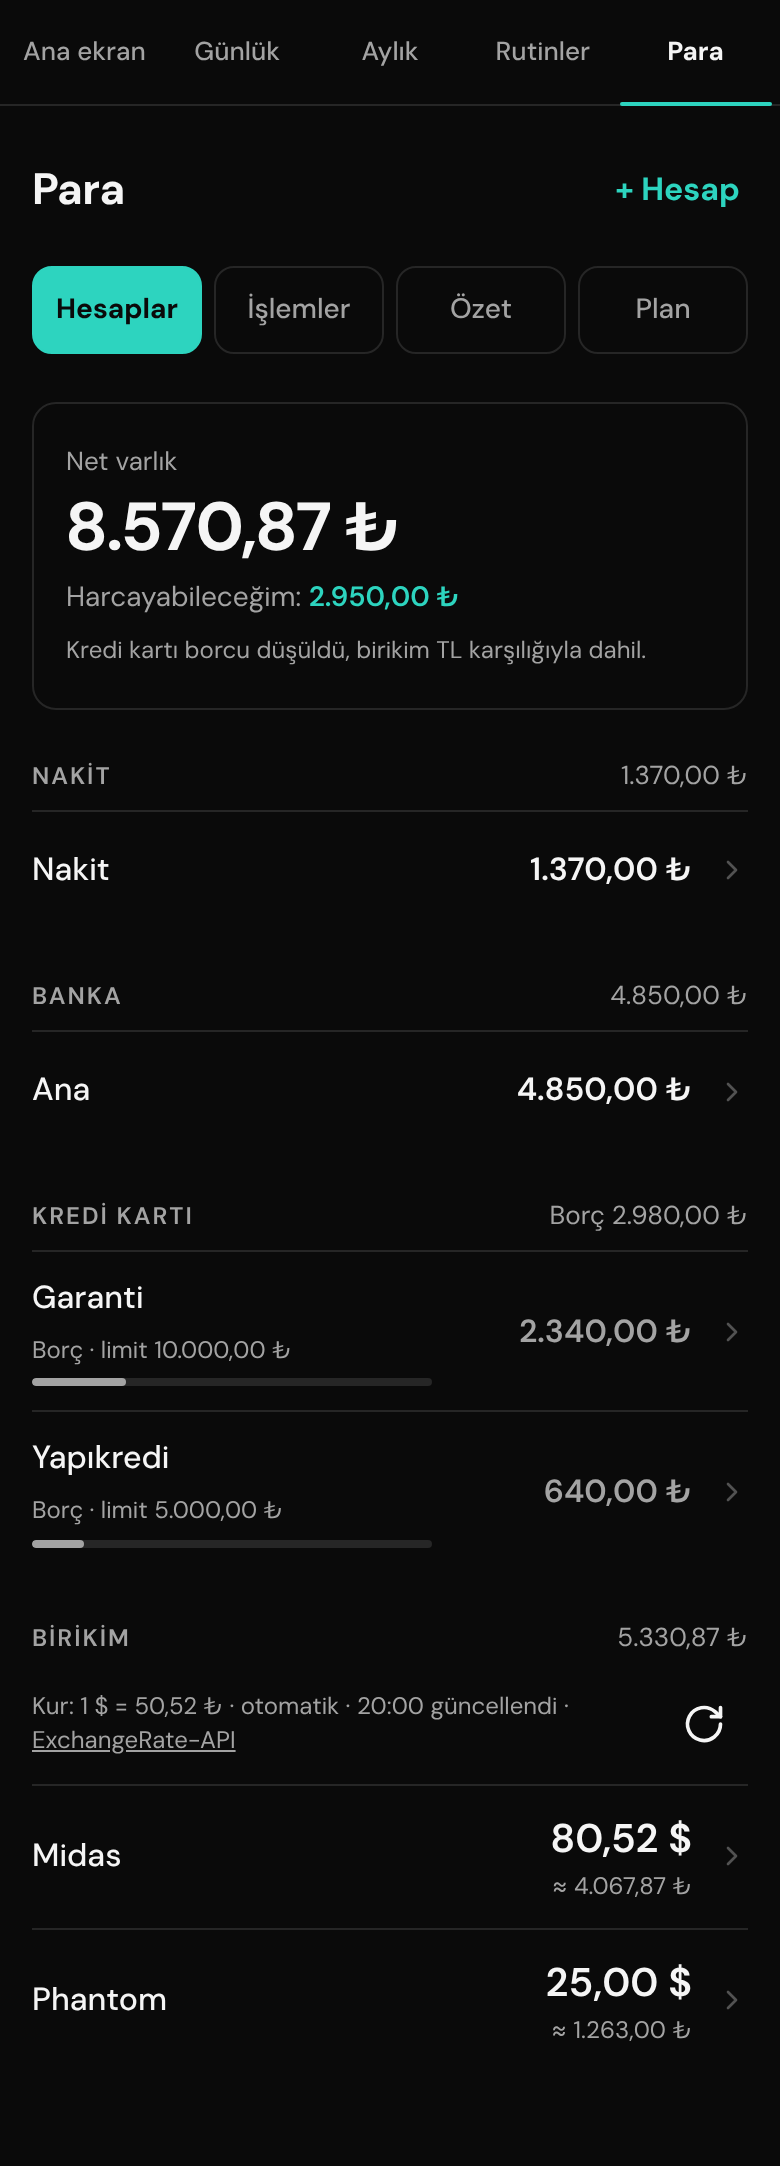 Ana ekran Günlük Aylık Rutinler Para
Para + Hesap
Hesaplar İşlemler Özet Plan
Net varlık
8.570,87 ₺
Harcayabileceğim: 2.950,00 ₺
Kredi kartı borcu düşüldü, birikim TL karşılığıyla dahil.
NAKİT 1.370,00 ₺
Nakit 1.370,00 ₺
BANKA 4.850,00 ₺
Ana 4.850,00 ₺
KREDİ KARTI Borç 2.980,00 ₺
Garanti
2.340,00 ₺
Borç · limit 10.000,00 ₺
Yapıkredi
640,00 ₺
Borç · limit 5.000,00 ₺
BİRİKİM 5.330,87 ₺
Kur: 1 $ = 50,52 ₺ · otomatik · 20:00 güncellendi ·
ExchangeRate-API
Midas 80,52 $
≈ 4.067,87 ₺
Phantom 25,00 $
≈ 1.263,00 ₺